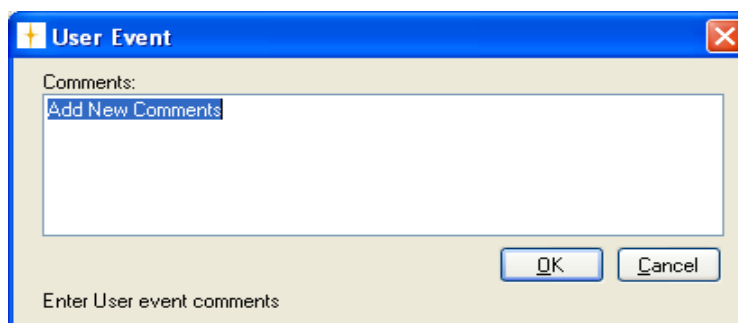 User Event
Comments:
Add New Comments
OK
Cancel
Enter User event comments